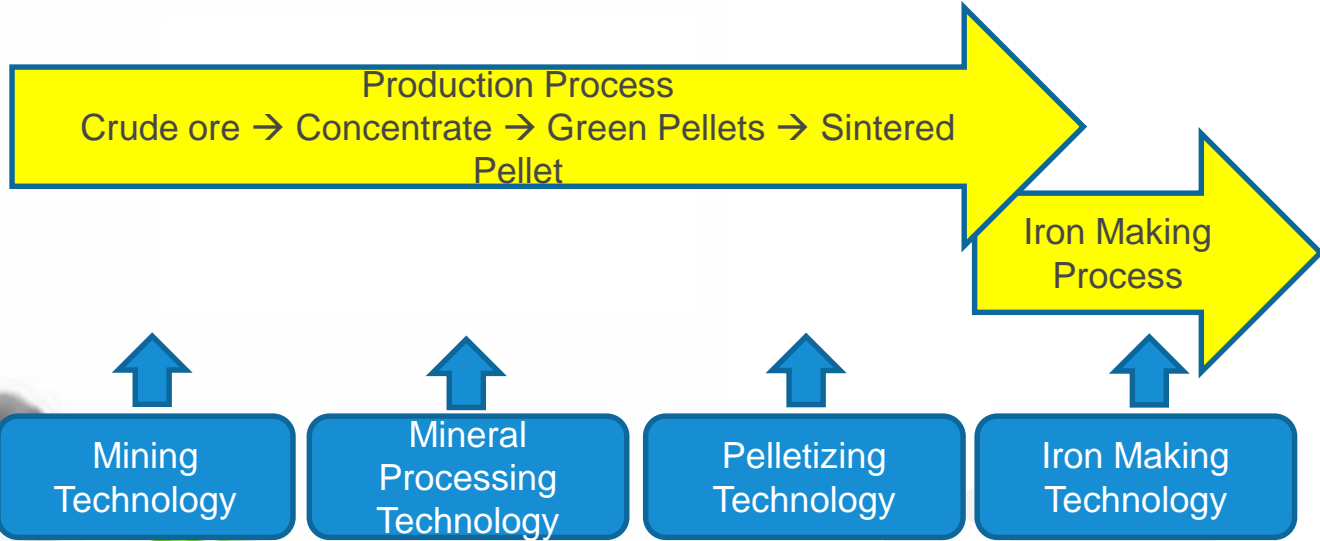 Production Process
Crude ore → Concentrate → Green Pellets → Sintered
Pellet
Iron Making
Process
Mining
Technology
Mineral
Processing
Technology
Pelletizing
Technology
Iron Making
Technology